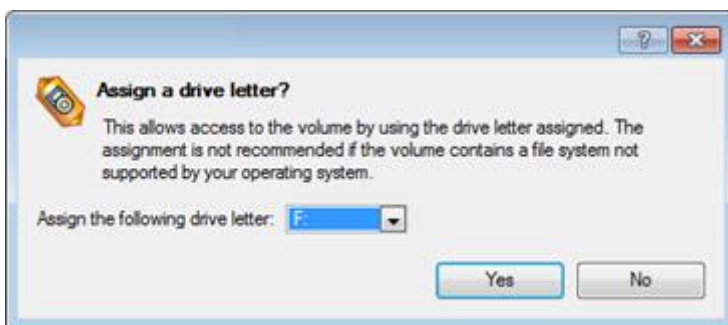 Assign a drive letter?
This allows access to the volume by using the drive letter assigned. The
assignment is not recommended if the volume contains a file system not
supported by your operating system.
Assign the following drive letter: F:
Yes No